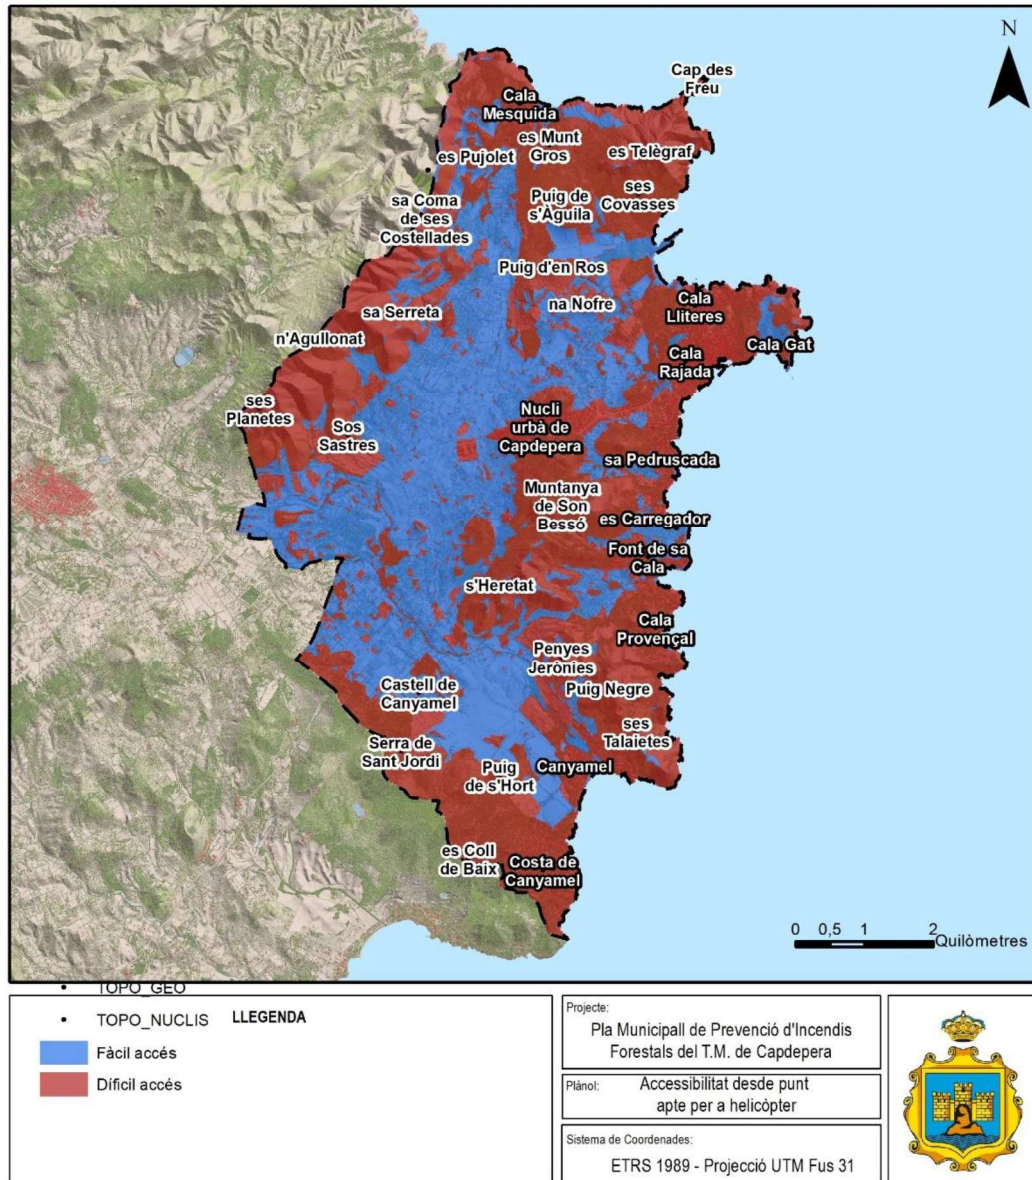 N
Cap des
Freu
Cala
Mesquida
es Munt
Gros
es Pujolet
es Telègraf
ses
Covasses
Puig de
s'Àguila
sa Coma
de ses
Costellades
Puig d'en Ros
na Nofre
Cala
Lliteres
sa Serreta
n'Agullonat
Cala Gat
Cala
Rajada
ses
Planetes
Sos
Sastres
Nucli
urbà de
Capdepera
sa Pedruscada
Muntanya
de Son
Bessó
es Carregador
Font de sa
Cala
s'Heretat
Cala
Provençal
Penyes
Jerònies
Castell de
Canyamel
Puig Negre
ses
Talaietes
Serra de
Sant Jordi
Puig
de s'Hort
Canyamel
es Coll
de Baix
Costa de
Canyamel
0 0,5 1 2
Quilòmetres
TOPO_GEO
TOPO_NUCLIS LLEGENDA
Fàcil accés
Díficil accés
Projecte:
Pla Municipall de Prevenció d'Incendis
Forestals del T.M. de Capdepera
Plànol: Accessibilitat desde punt
apte per a helicòpter
Sistema de Coordenades:
ETRS 1989 - Projecció UTM Fus 31